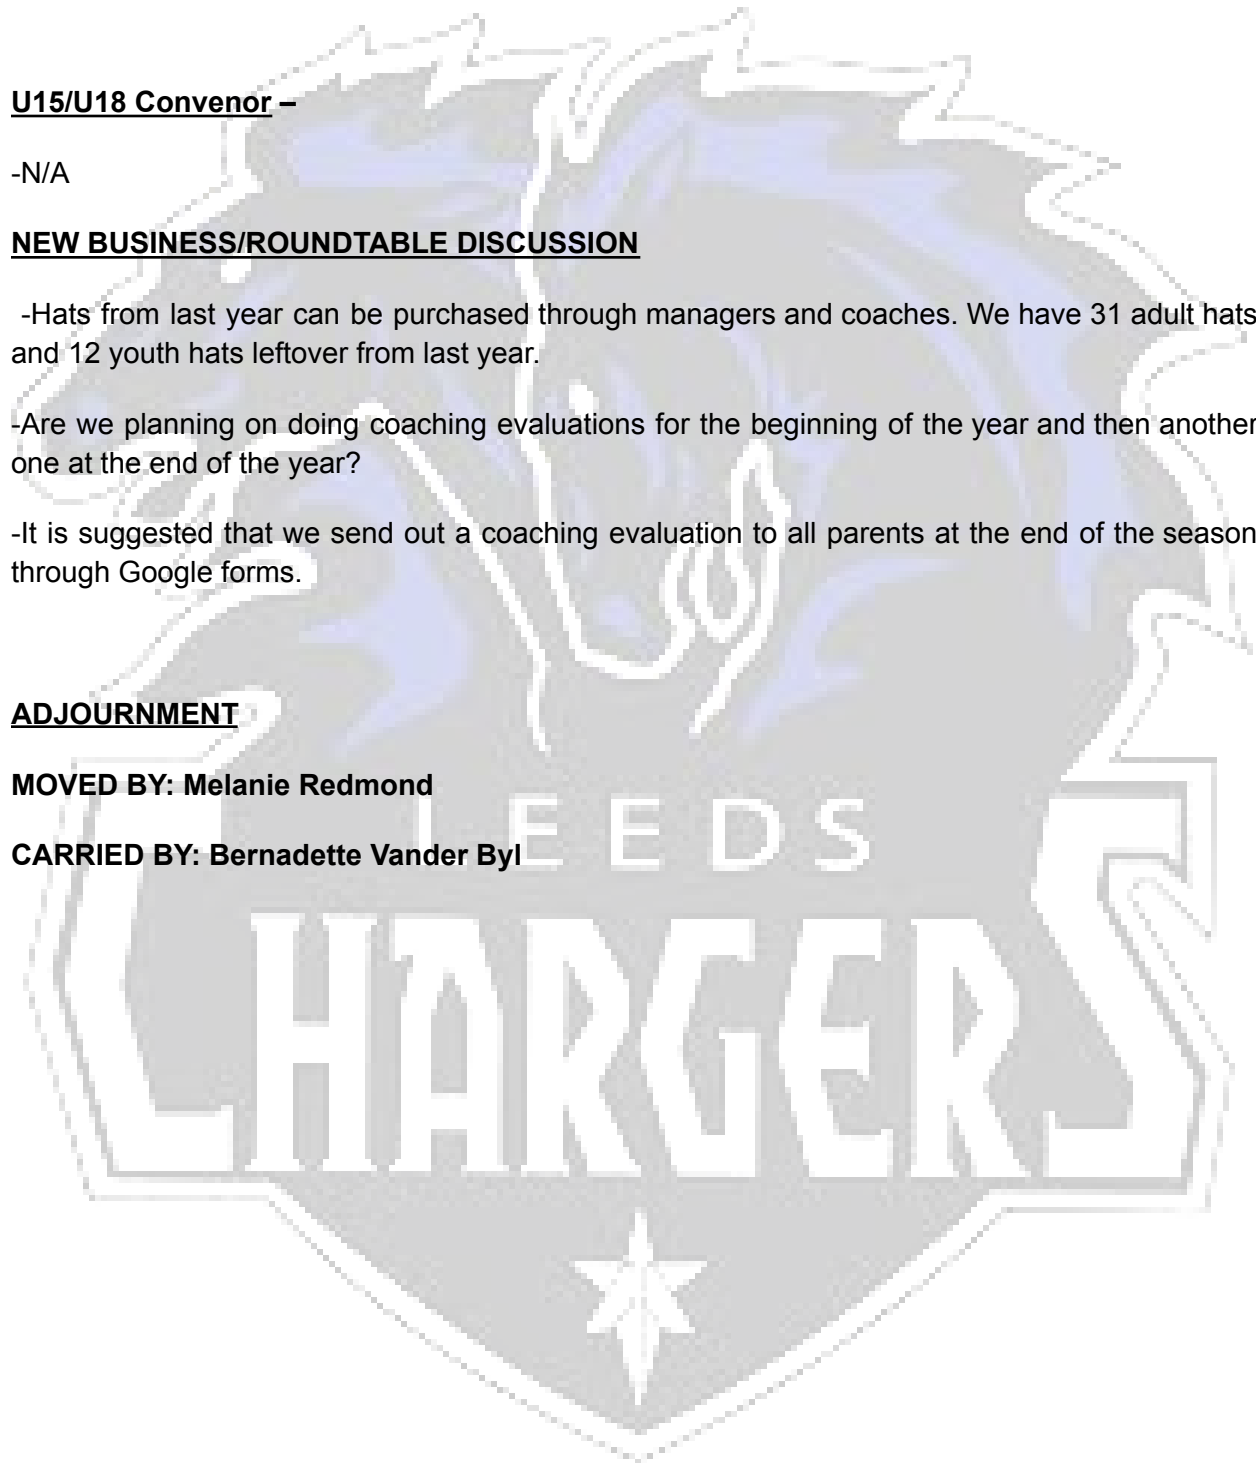 U15/U18 Convenor –
-N/A
NEW BUSINESS/ROUNDTABLE DISCUSSION
-Hats from last year can be purchased through managers and coaches. We have 31 adult hats
and 12 youth hats leftover from last year.
-Are we planning on doing coaching evaluations for the beginning of the year and then another
one at the end of the year?
-It is suggested that we send out a coaching evaluation to all parents at the end of the season
through Google forms.
ADJOURNMENT
MOVED BY: Melanie Redmond
LEEDS
CARRIED BY: Bernadette Vander Byl
CHARGERS